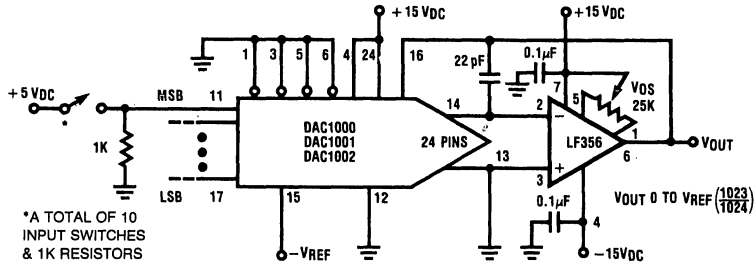 +15 VDC
+15 VDC
1
3
5
6
4
24
16
22 pF
0.1μF
7
5
VOS
25K
+5 VDC
*
MSB
11
1K
DAC1000
DAC1001
DAC1002
24 PINS
14
13
2
−
LF356
+
3
1
6
VOUT
LSB
17
15
12
0.1μF
4
VOUT 0 TO VREF (1023/1024)
*A TOTAL OF 10
INPUT SWITCHES
& 1K RESISTORS
−VREF
−15VDC